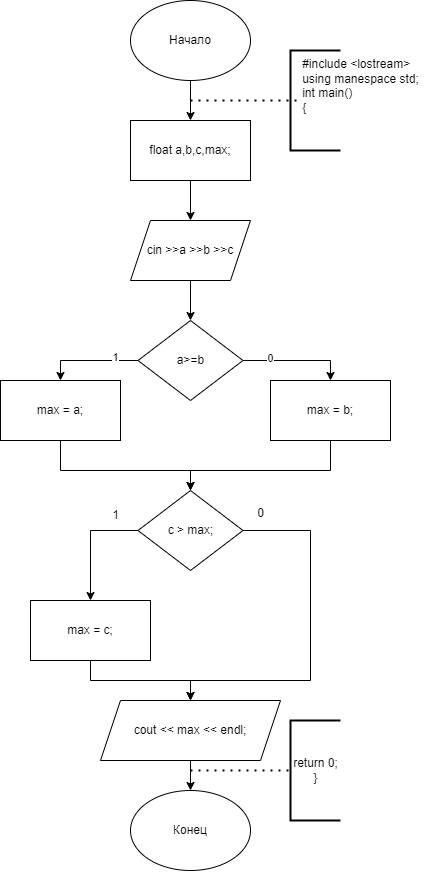 Начало
#include <lostream>
using manespace std;
int main()
{
float a,b,c,max;
cin >>a >>b >>c
a>=b
1
0
max = a;
max = b;
c > max;
1
0
max = c;
cout << max << endl;
return 0;
}
Конец